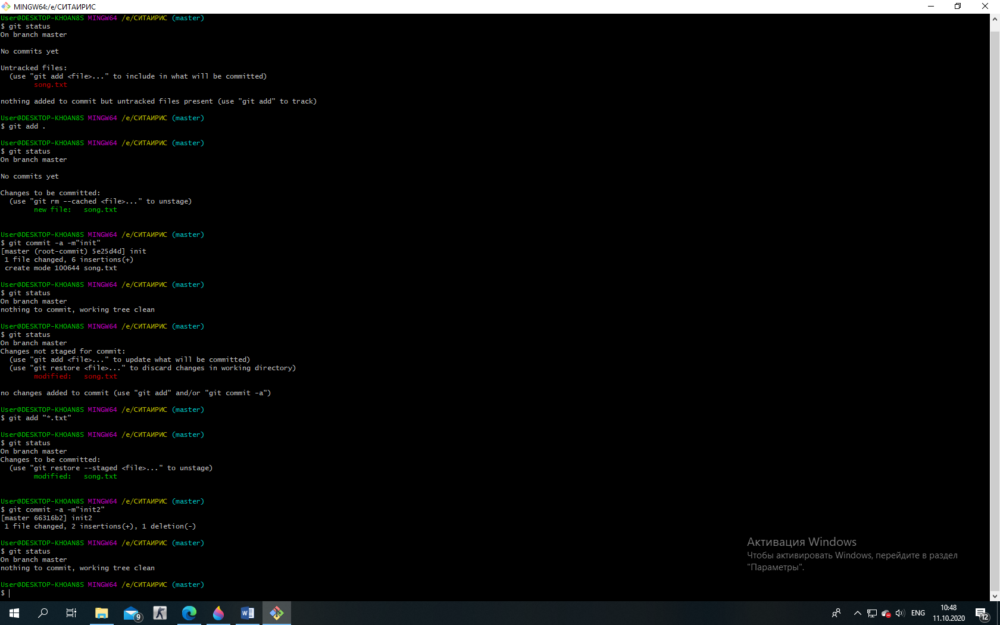 MINGW64:/e/СИТАИРИС
User@DESKTOP-KHOAN8S MINGW64 /e/СИТАИРИС (master)
$ git status
On branch master
No commits yet
Untracked files:
(use "git add <file>..." to include in what will be committed)
song.txt
nothing added to commit but untracked files present (use "git add" to track)
User@DESKTOP-KHOAN8S MINGW64 /e/СИТАИРИС (master)
$ git add .
User@DESKTOP-KHOAN8S MINGW64 /e/СИТАИРИС (master)
$ git status
On branch master
No commits yet
Changes to be committed:
(use "git rm --cached <file>..." to unstage)
new file:   song.txt
User@DESKTOP-KHOAN8S MINGW64 /e/СИТАИРИС (master)
$ git commit -a -m"init"
[master (root-commit) 5e25d4d] init
1 file changed, 6 insertions(+)
create mode 100644 song.txt
User@DESKTOP-KHOAN8S MINGW64 /e/СИТАИРИС (master)
$ git status
On branch master
nothing to commit, working tree clean
User@DESKTOP-KHOAN8S MINGW64 /e/СИТАИРИС (master)
$ git status
On branch master
Changes not staged for commit:
(use "git add <file>..." to update what will be committed)
(use "git restore <file>..." to discard changes in working directory)
modified:   song.txt
no changes added to commit (use "git add" and/or "git commit -a")
User@DESKTOP-KHOAN8S MINGW64 /e/СИТАИРИС (master)
$ git add "*.txt"
User@DESKTOP-KHOAN8S MINGW64 /e/СИТАИРИС (master)
$ git status
On branch master
Changes to be committed:
(use "git restore --staged <file>..." to unstage)
modified:   song.txt
User@DESKTOP-KHOAN8S MINGW64 /e/СИТАИРИС (master)
$ git commit -a -m"init2"
[master 66316b2] init2
1 file changed, 2 insertions(+), 1 deletion(-)
User@DESKTOP-KHOAN8S MINGW64 /e/СИТАИРИС (master)
$ git status
On branch master
nothing to commit, working tree clean
User@DESKTOP-KHOAN8S MINGW64 /e/СИТАИРИС (master)
$
Активация Windows
Чтобы активировать Windows, перейдите в раздел
"Параметры".
9
ENG
10:48
11.10.2020
12